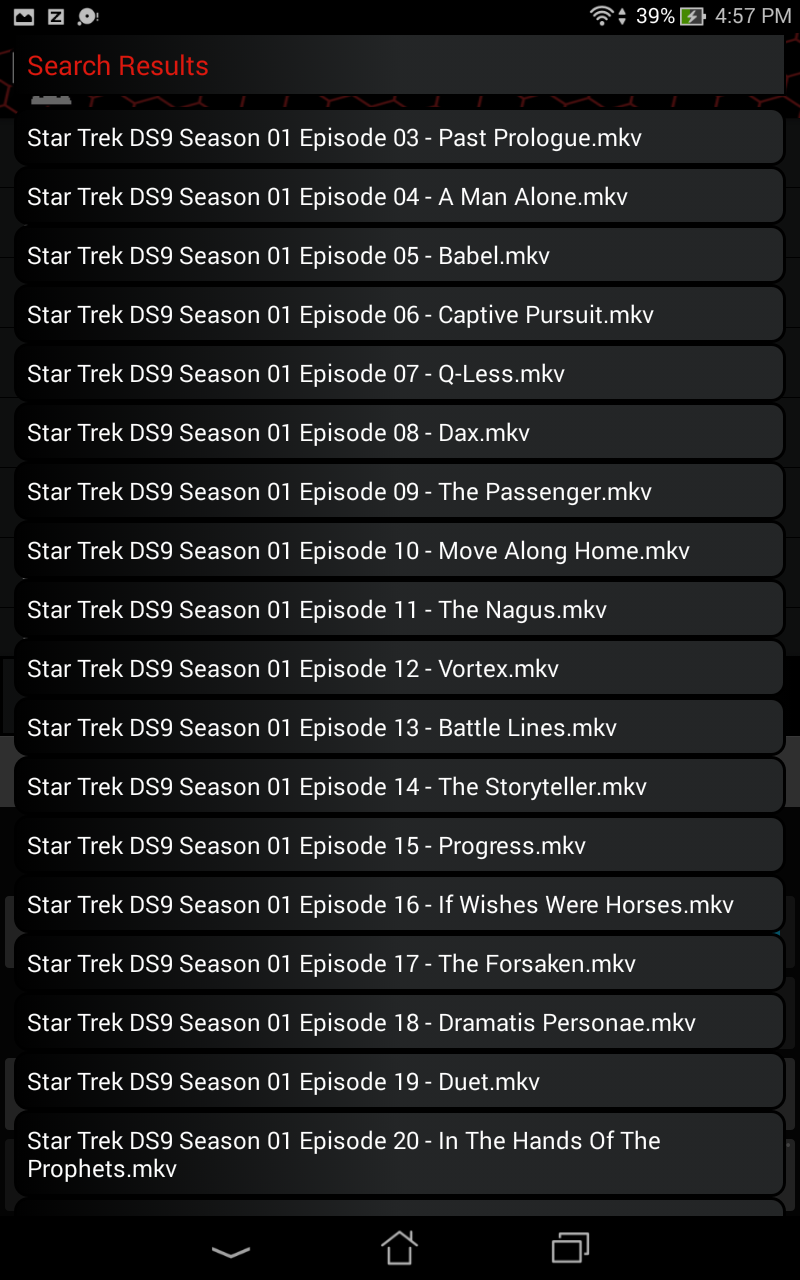 39% 4:57 PM
Search Results
Star Trek DS9 Season 01 Episode 03 - Past Prologue.mkv
Star Trek DS9 Season 01 Episode 04 - A Man Alone.mkv
Star Trek DS9 Season 01 Episode 05 - Babel.mkv
Star Trek DS9 Season 01 Episode 06 - Captive Pursuit.mkv
Star Trek DS9 Season 01 Episode 07 - Q-Less.mkv
Star Trek DS9 Season 01 Episode 08 - Dax.mkv
Star Trek DS9 Season 01 Episode 09 - The Passenger.mkv
Star Trek DS9 Season 01 Episode 10 - Move Along Home.mkv
Star Trek DS9 Season 01 Episode 11 - The Nagus.mkv
Star Trek DS9 Season 01 Episode 12 - Vortex.mkv
Star Trek DS9 Season 01 Episode 13 - Battle Lines.mkv
Star Trek DS9 Season 01 Episode 14 - The Storyteller.mkv
Star Trek DS9 Season 01 Episode 15 - Progress.mkv
Star Trek DS9 Season 01 Episode 16 - If Wishes Were Horses.mkv
Star Trek DS9 Season 01 Episode 17 - The Forsaken.mkv
Star Trek DS9 Season 01 Episode 18 - Dramatis Personae.mkv
Star Trek DS9 Season 01 Episode 19 - Duet.mkv
Star Trek DS9 Season 01 Episode 20 - In The Hands Of The
Prophets.mkv